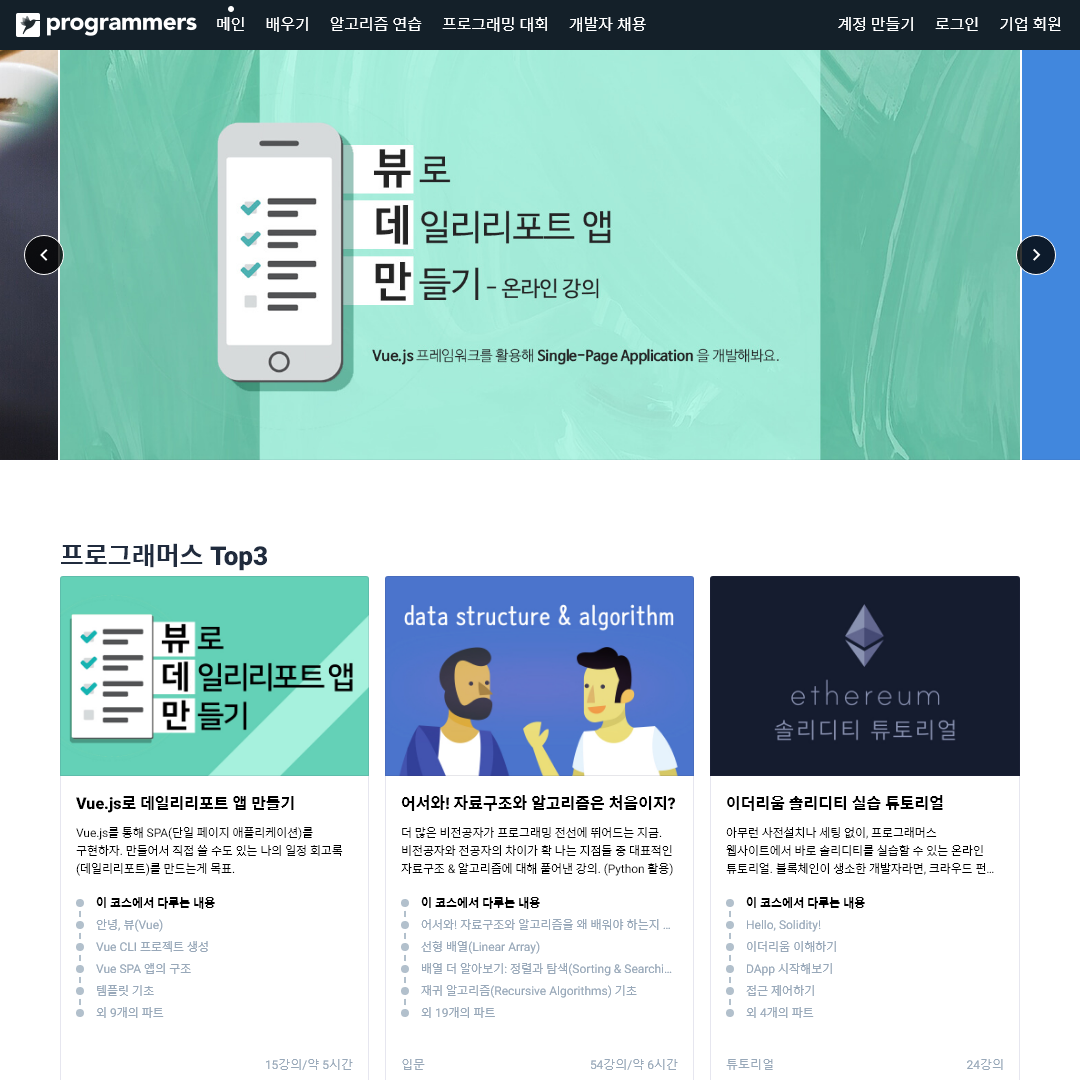 programmers 메인 배우기 알고리즘 연습 프로그래밍 대회 개발자 채용 계정 만들기 로그인 기업 회원
뷰로
데일리리포트 앱
만들기 - 온라인 강의
Vue.js 프레임워크를 활용해 Single-Page Application 을 개발해봐요.
프로그래머스 Top3
뷰로
데일리리포트 앱
만들기
Vue.js로 데일리리포트 앱 만들기
Vue.js를 통해 SPA(단일 페이지 애플리케이션)를
구현하자. 만들어서 직접 쓸 수도 있는 나의 일정 회고록
(데일리리포트)를 만드는게 목표.
이 코스에서 다루는 내용
안녕, 뷰(Vue)
Vue CLI 프로젝트 생성
Vue SPA 앱의 구조
템플릿 기초
외 9개의 파트
15강의/약 5시간
data structure & algorithm
어서와! 자료구조와 알고리즘은 처음이지?
더 많은 비전공자가 프로그래밍 전선에 뛰어드는 지금.
비전공자와 전공자의 차이가 확 나는 지점들 중 대표적인
자료구조 & 알고리즘에 대해 풀어낸 강의. (Python 활용)
이 코스에서 다루는 내용
어서와! 자료구조와 알고리즘을 왜 배워야 하는지 ...
선형 배열(Linear Array)
배열 더 알아보기: 정렬과 탐색(Sorting & Searchi...
재귀 알고리즘(Recursive Algorithms) 기초
외 19개의 파트
입문 54강의/약 6시간
ethereum
솔리디티 튜토리얼
이더리움 솔리디티 실습 튜토리얼
아무런 사전설치나 세팅 없이, 프로그래머스
웹사이트에서 바로 솔리디티를 실습할 수 있는 온라인
튜토리얼. 블록체인이 생소한 개발자라면, 크라우드 펀...
이 코스에서 다루는 내용
Hello, Solidity!
이더리움 이해하기
DApp 시작해보기
접근 제어하기
외 4개의 파트
튜토리얼 24강의